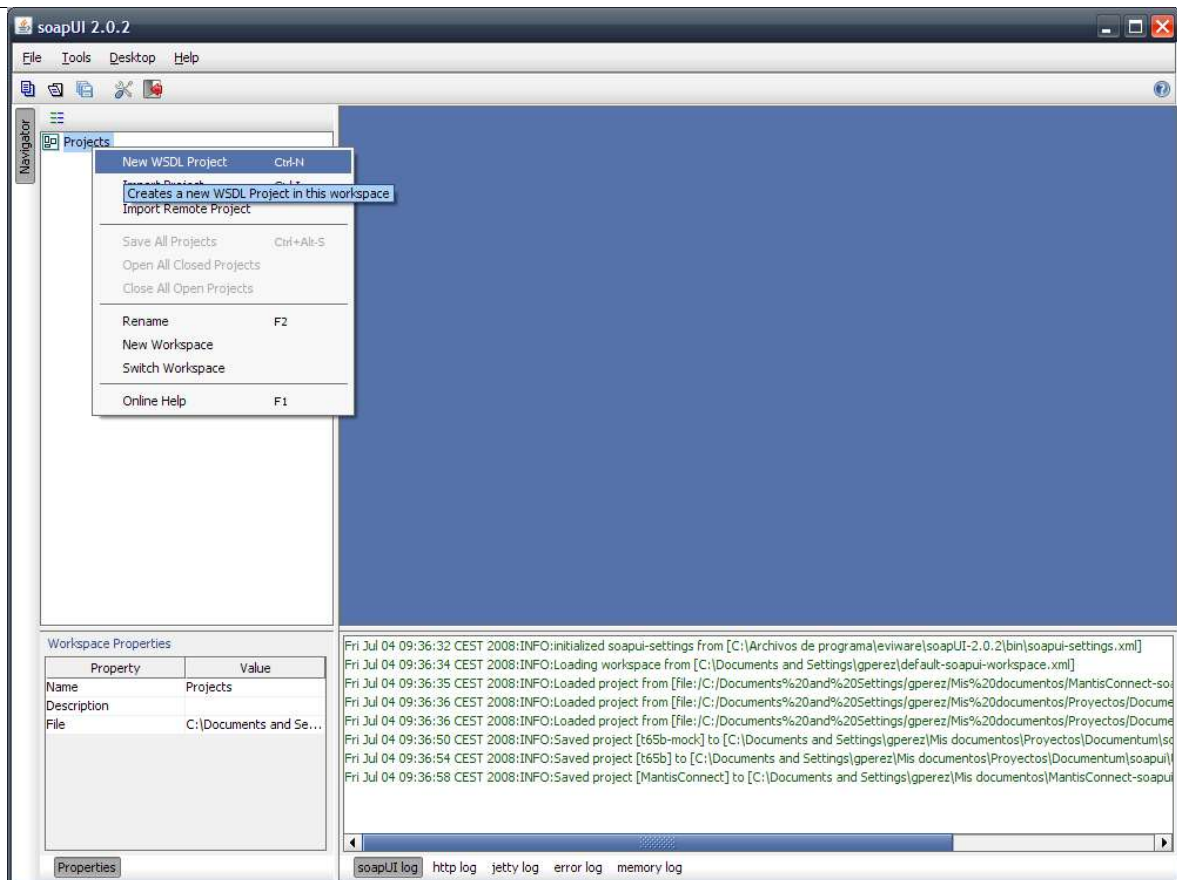 soapUI 2.0.2
File Tools Desktop Help
Navigator
Projects
New WSDL Project Ctrl-N
Creates a new WSDL Project in this workspace
Import Remote Project
Save All Projects Ctrl+Alt-S
Open All Closed Projects
Close All Open Projects
Rename F2
New Workspace
Switch Workspace
Online Help F1
Workspace Properties
Property Value
Name Projects
Description
File C:\Documents and Se...
Properties
Fri Jul 04 09:36:32 CEST 2008:INFO:initialized soapui-settings from [C:\Archivos de programa\eviware\soapUI-2.0.2\bin\soapui-settings.xml]
Fri Jul 04 09:36:34 CEST 2008:INFO:Loading workspace from [C:\Documents and Settings\gperez\default-soapui-workspace.xml]
Fri Jul 04 09:36:35 CEST 2008:INFO:Loaded project from [file:/C:/Documents%20and%20Settings/gperez/Mis%20documentos/MantisConnect-soa
Fri Jul 04 09:36:36 CEST 2008:INFO:Loaded project from [file:/C:/Documents%20and%20Settings/gperez/Mis%20documentos/Proyectos/Docume
Fri Jul 04 09:36:36 CEST 2008:INFO:Loaded project from [file:/C:/Documents%20and%20Settings/gperez/Mis%20documentos/Proyectos/Docume
Fri Jul 04 09:36:50 CEST 2008:INFO:Saved project [t65b-mock] to [C:\Documents and Settings\gperez\Mis documentos\Proyectos\Documentum\so
Fri Jul 04 09:36:54 CEST 2008:INFO:Saved project [t65b] to [C:\Documents and Settings\gperez\Mis documentos\Proyectos\Documentum\soapui\
Fri Jul 04 09:36:58 CEST 2008:INFO:Saved project [MantisConnect] to [C:\Documents and Settings\gperez\Mis documentos\MantisConnect-soapui
soapUI log http log jetty log error log memory log